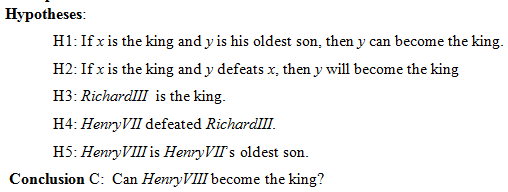 Hypotheses:
H1: If x is the king and y is his oldest son, then y can become the king.
H2: If x is the king and y defeats x, then y will become the king
H3: RichardIII is the king.
H4: HenryVII defeated RichardIII.
H5: HenryVIII is HenryVII's oldest son.
Conclusion C: Can HenryVIII become the king?